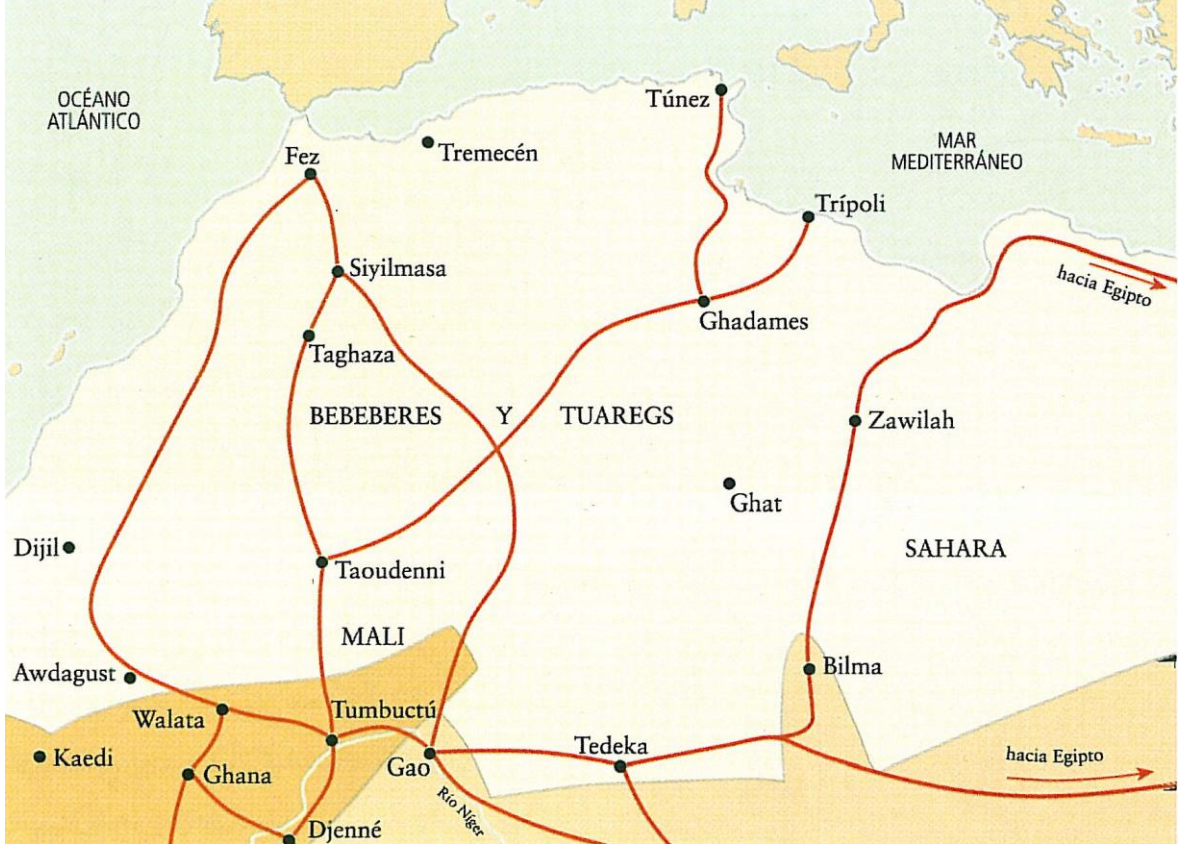 OCÉANO
ATLÁNTICO
Túnez
Tremecén
MAR
MEDITERRÁNEO
Fez
Trípoli
Siyilmasa
hacia Egipto
Ghadames
Taghaza
BEBEBERES Y TUAREGS
Zawilah
Ghat
Dijil
SAHARA
Taoudenni
MALI
Awdagust
Bilma
Walata
Tumbuctú
Tedeka
Kaedi
Gao
hacia Egipto
Ghana
Río Níger
Djenné